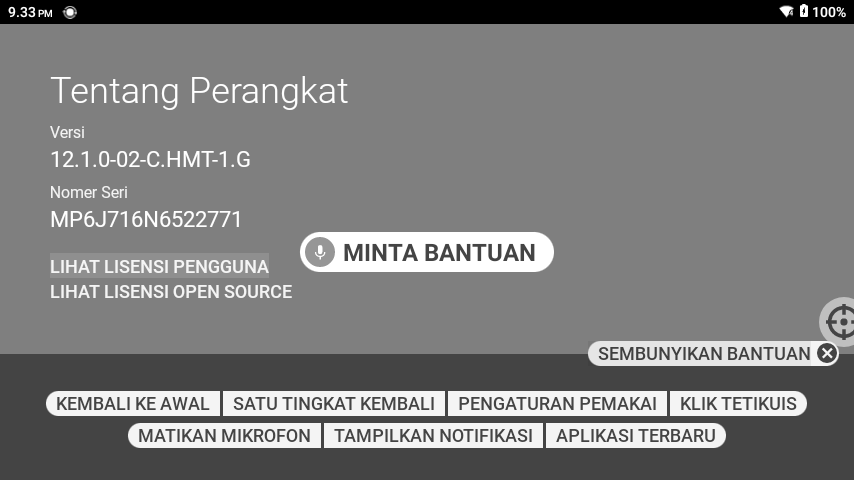 9.33 PM
100%
Tentang Perangkat
Versi
12.1.0-02-C.HMT-1.G
Nomer Seri
MP6J716N6522771
MINTA BANTUAN
LIHAT LISENSI PENGGUNA
LIHAT LISENSI OPEN SOURCE
SEMBUNYIKAN BANTUAN
KEMBALI KE AWAL SATU TINGKAT KEMBALI PENGATURAN PEMAKAI KLIK TETIKUIS
MATIKAN MIKROFON TAMPILKAN NOTIFIKASI APLIKASI TERBARU